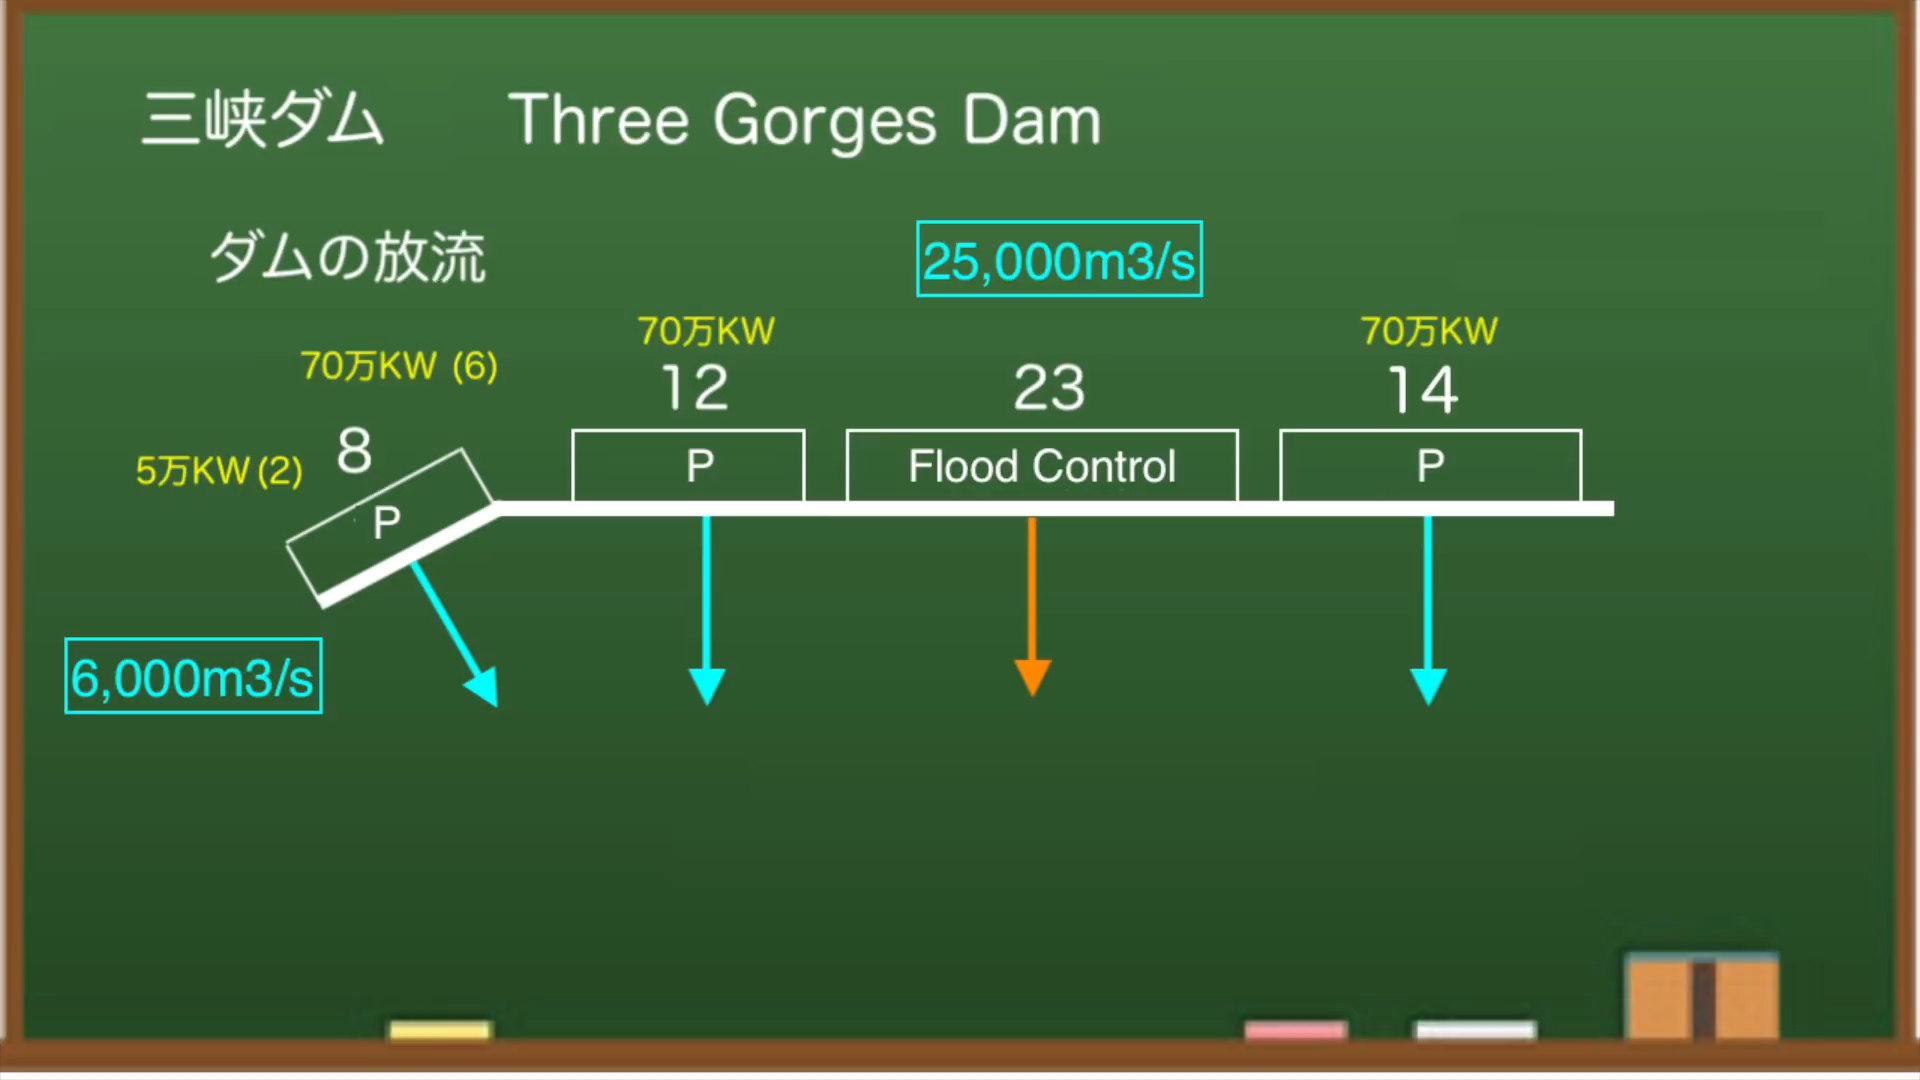 三峡ダム Three Gorges Dam
ダムの放流
25,000m3/s
70万KW (6)
70万KW
70万KW
5万KW (2)
8
12
23
14
P
P
Flood Control
P
6,000m3/s